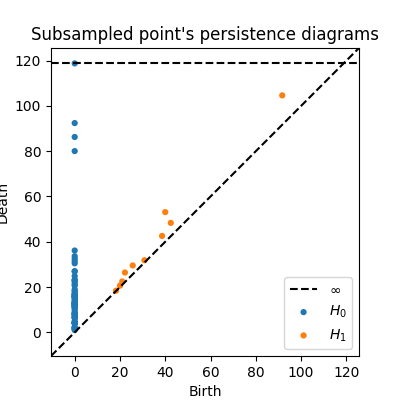 Subsampled point's persistence diagrams
120
100
80
60
40
20
0
Death
0 20 40 60 80 100 120
Birth
∞
H₀
H₁